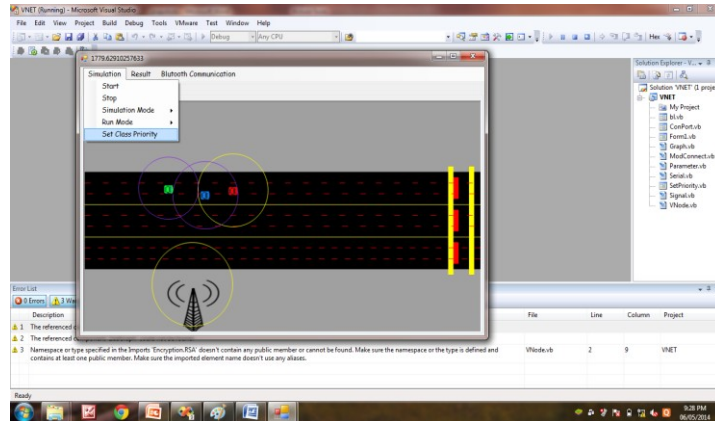 VNET (Running) - Microsoft Visual Studio
File Edit View Project Build Debug Tools VMware Test Window Help
Debug Any CPU
Hex
1779.62910257633
Simulation Result Blutooth Communication
Start
Stop
Simulation Mode
Run Mode
Set Class Priority
Solution Explorer - V...
Solution 'VNET' (1 proje
VNET
My Project
bl.vb
ConPort.vb
Form1.vb
Graph.vb
ModConnect.vb
Parameter.vb
Serial.vb
SetPriority.vb
Signal.vb
VNode.vb
Error List
0 Errors 3 Wa
Description File Line Column Project
1 The referenced
2 The referenced
3 Namespace or type specified in the Imports 'Encryption.RSA' doesn't contain any public member or cannot be found. Make sure the namespace or the type is defined and VNode.vb 2 9 VNET
contains at least one public member. Make sure the imported element name doesn't use any aliases.
Ready
9:28 PM
06/05/2014